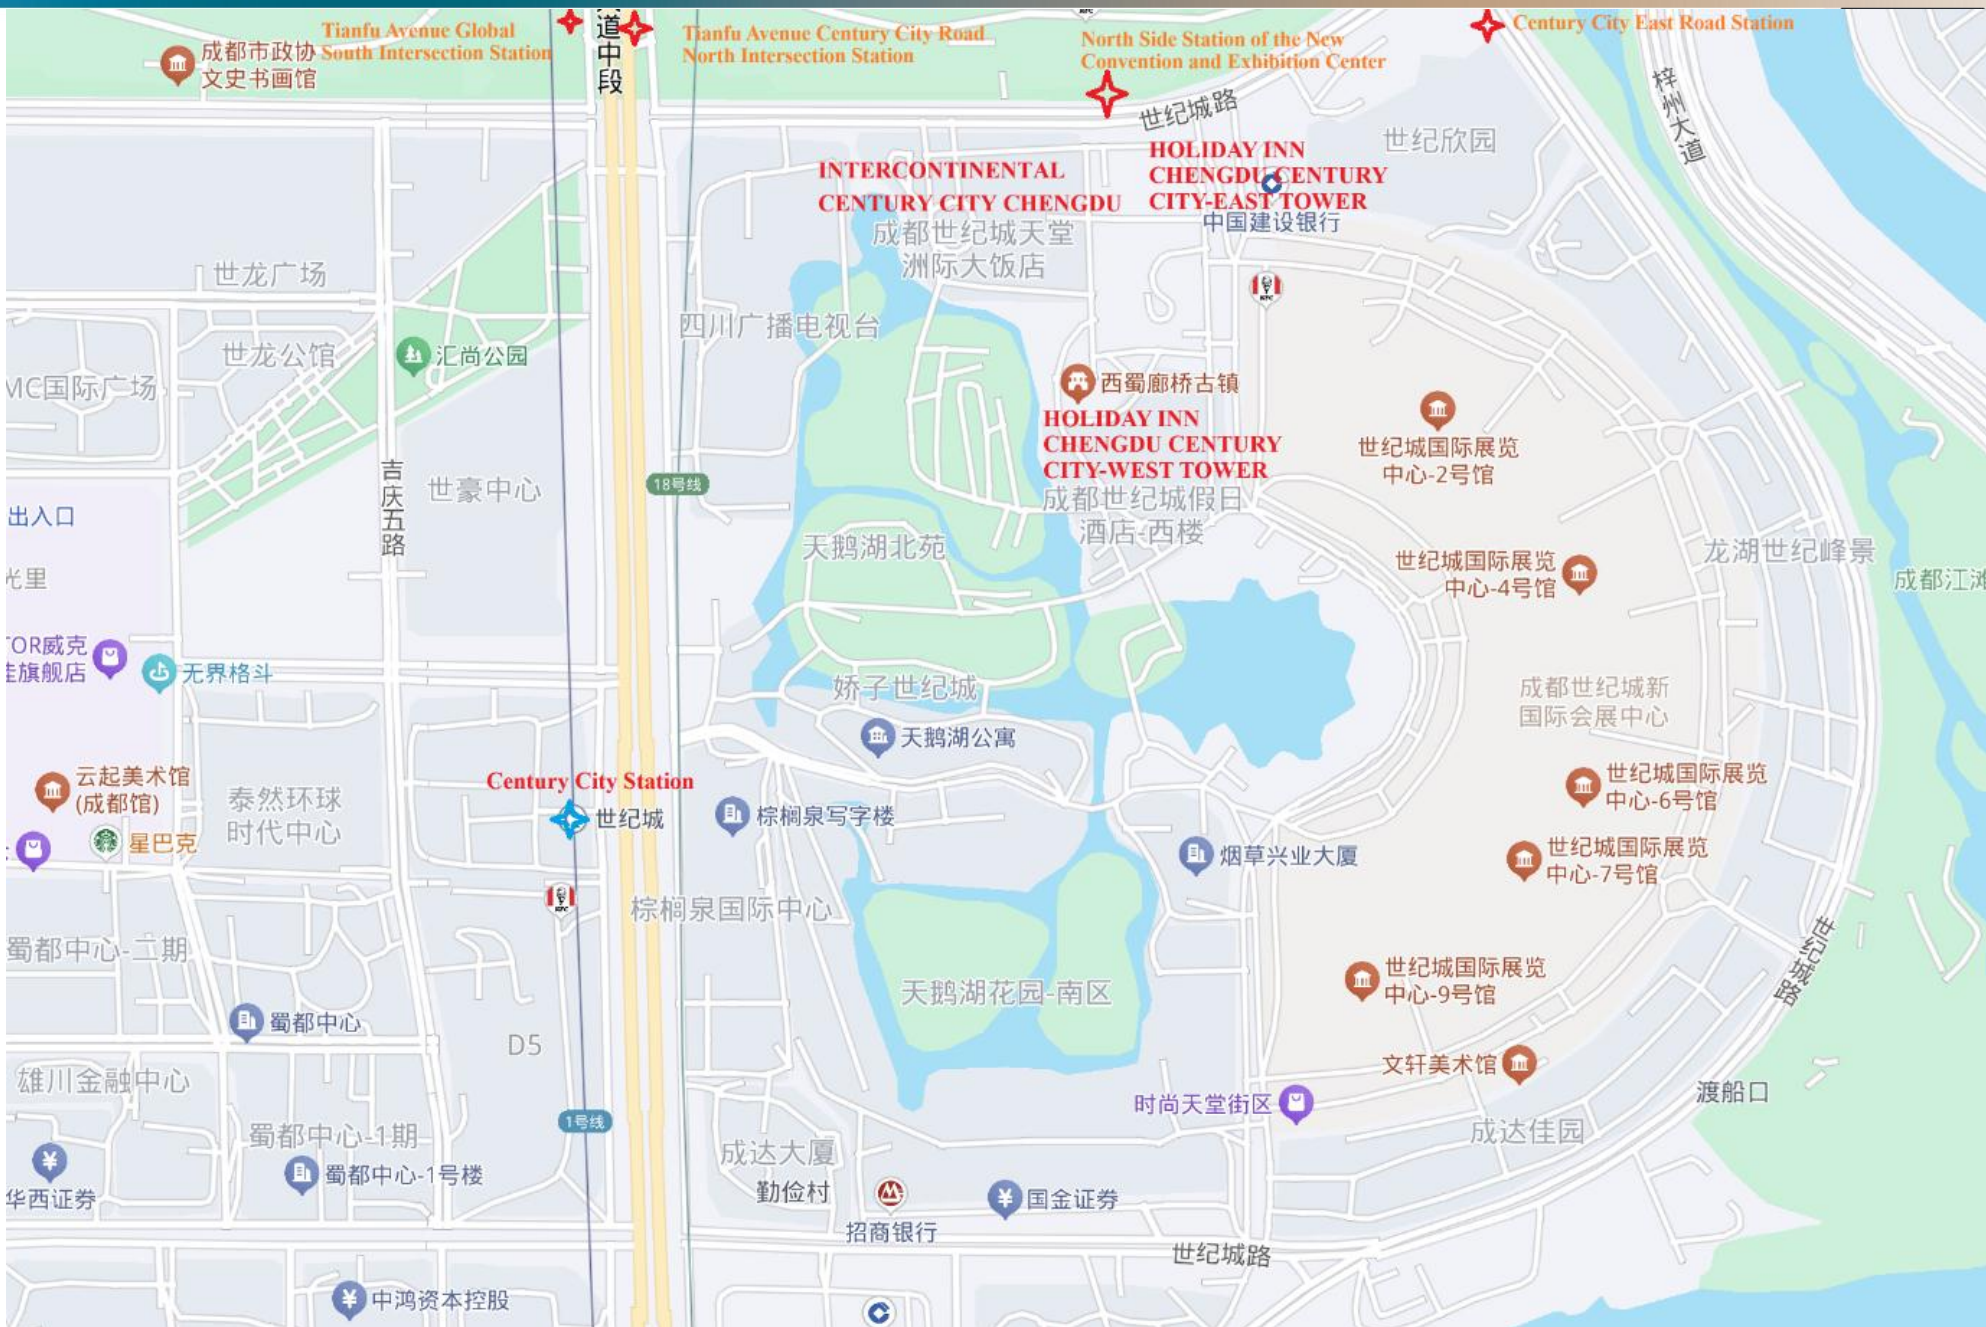 Tianfu Avenue Global
South Intersection Station
道中段
Tianfu Avenue Century City Road
North Intersection Station
North Side Station of the New
Convention and Exhibition Center
Century City East Road Station
成都市政协
文史书画馆
世纪城路
梓州大道
世纪欣园
INTERCONTINENTAL
CENTURY CITY CHENGDU
HOLIDAY INN
CHENGDU CENTURY
CITY-EAST TOWER
中国建设银行
成都世纪城天堂
洲际大饭店
世龙广场
KFC
四川广播电视台
世龙公馆
汇尚公园
MC国际广场
西蜀廊桥古镇
HOLIDAY INN
CHENGDU CENTURY
CITY-WEST TOWER
成都世纪城假日
酒店-西楼
世纪城国际展览
中心-2号馆
吉庆五路
世豪中心
18号线
出入口
光里
天鹅湖北苑
世纪城国际展览
中心-4号馆
龙湖世纪峰景
成都江滩
TOR威克
佳旗舰店
无界格斗
娇子世纪城
成都世纪城新
国际会展中心
天鹅湖公寓
云起美术馆
(成都馆)
泰然环球
时代中心
Century City Station
世纪城
棕榈泉写字楼
世纪城国际展览
中心-6号馆
星巴克
烟草兴业大厦
世纪城国际展览
中心-7号馆
KFC
棕榈泉国际中心
蜀都中心-二期
世纪城路
天鹅湖花园-南区
世纪城国际展览
中心-9号馆
蜀都中心
D5
文轩美术馆
雄川金融中心
时尚天堂街区
渡船口
1号线
蜀都中心-1期
成达大厦
成达佳园
蜀都中心-1号楼
勤俭村
华西证券
国金证券
招商银行
世纪城路
中鸿资本控股